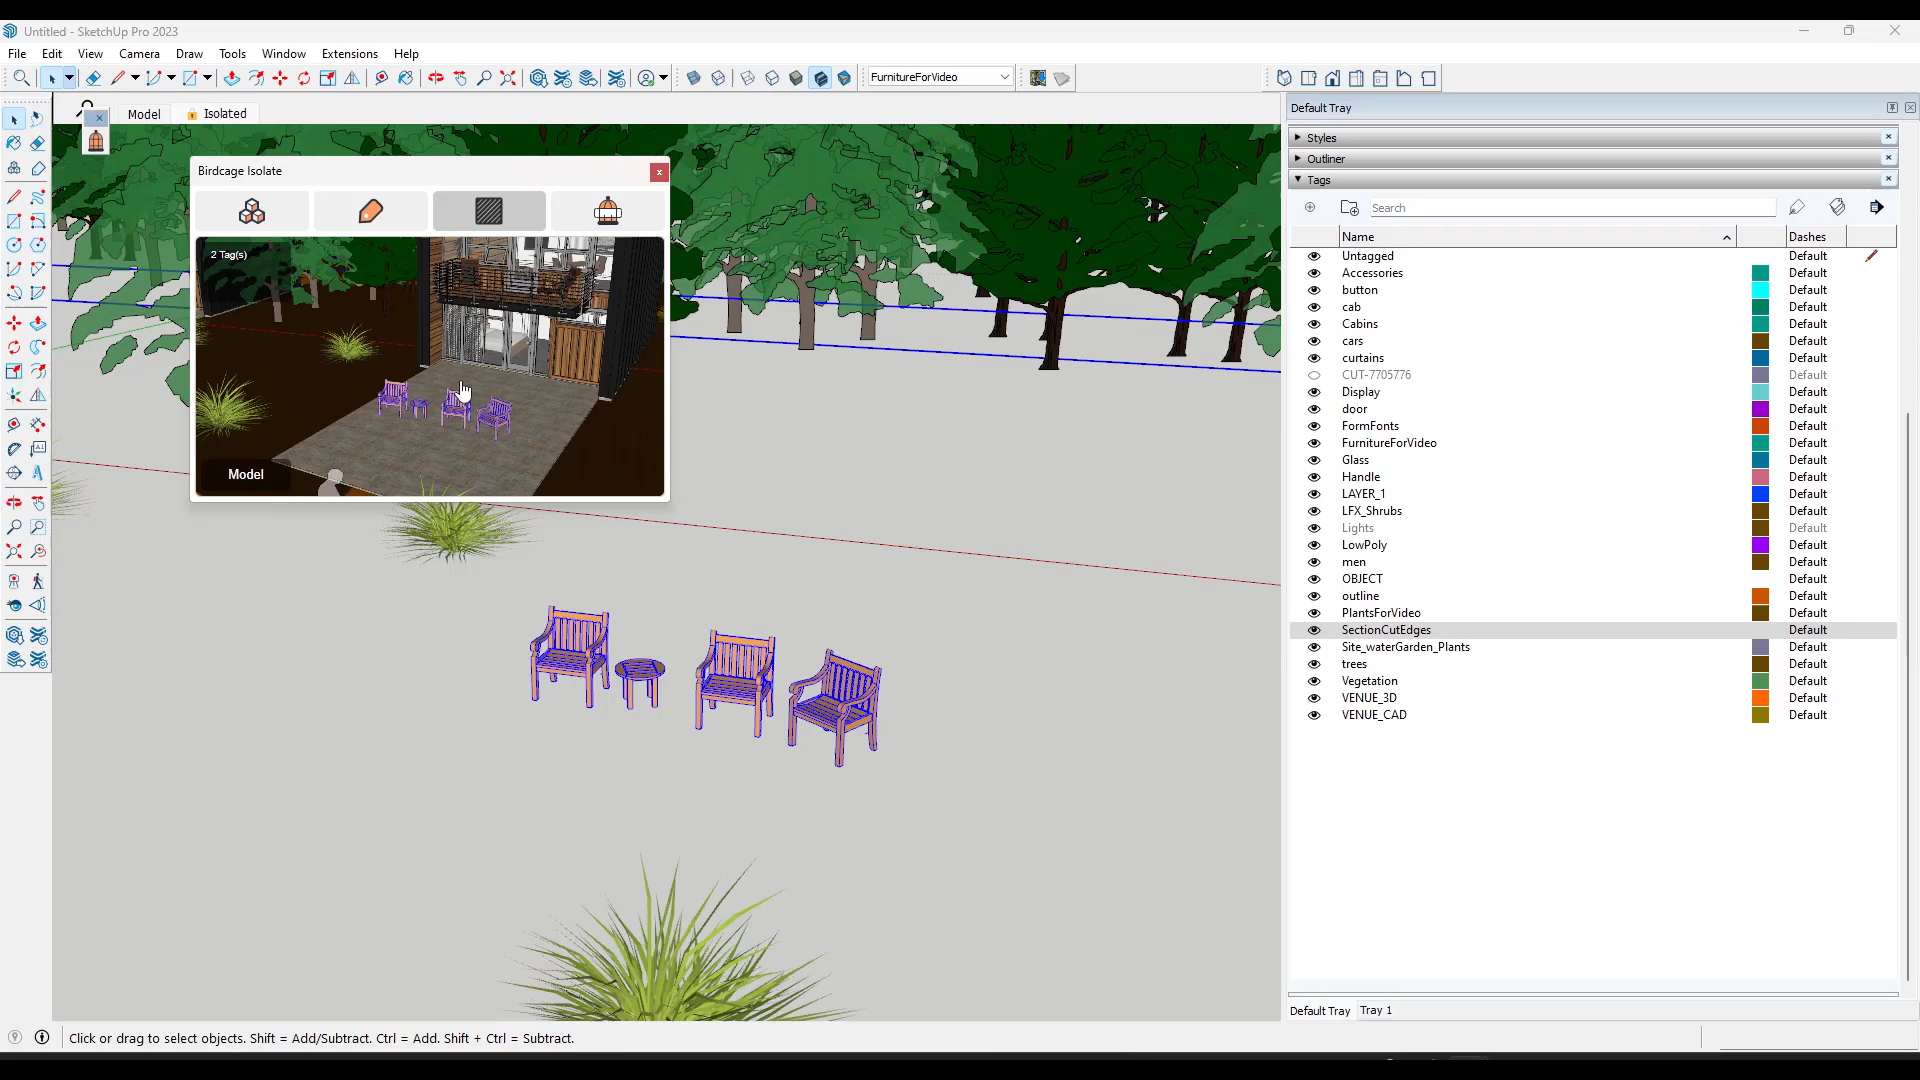 Untitled - SketchUp Pro 2023
File Edit View Camera Draw Tools Window Extensions Help
FurnitureForVideo
Model Isolated
Birdcage Isolate
2 Tag(s)
Model
Default Tray
Styles
Outliner
Tags
Search
Name Dashes
Untagged Default
Accessories Default
button Default
cab Default
Cabins Default
cars Default
curtains Default
CUT-7705776 Default
Display Default
door Default
FormFonts Default
FurnitureForVideo Default
Glass Default
Handle Default
LAYER_1 Default
LFX_Shrubs Default
Lights Default
LowPoly Default
men Default
OBJECT Default
outline Default
PlantsForVideo Default
SectionCutEdges Default
Site_waterGarden_Plants Default
trees Default
Vegetation Default
VENUE_3D Default
VENUE_CAD Default
Default Tray Tray 1
Click or drag to select objects. Shift = Add/Subtract. Ctrl = Add. Shift + Ctrl = Subtract.